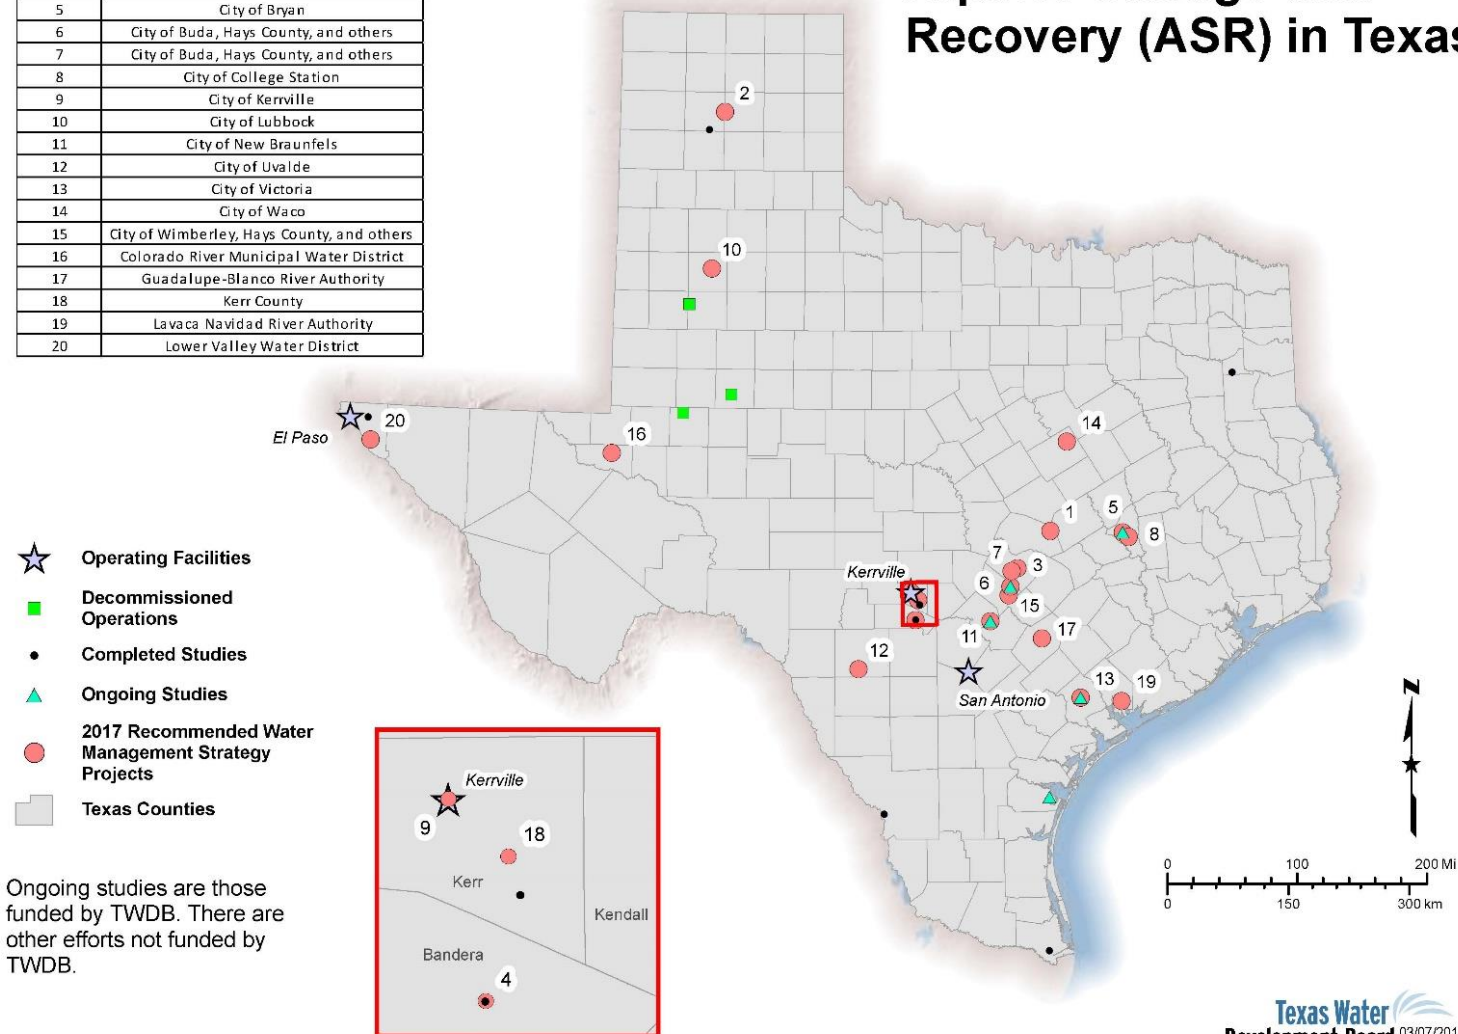 Recovery (ASR) in Texas
5 City of Bryan
6 City of Buda, Hays County, and others
7 City of Buda, Hays County, and others
8 City of College Station
9 City of Kerrville
10 City of Lubbock
11 City of New Braunfels
12 City of Uvalde
13 City of Victoria
14 City of Waco
15 City of Wimberley, Hays County, and others
16 Colorado River Municipal Water District
17 Guadalupe-Blanco River Authority
18 Kerr County
19 Lavaca Navidad River Authority
20 Lower Valley Water District
2
10
20
El Paso
16
14
1
5
8
7
3
Kerrville
6
15
11
17
12
13
19
San Antonio
Operating Facilities
Decommissioned
Operations
Completed Studies
Ongoing Studies
2017 Recommended Water
Management Strategy
Projects
Texas Counties
Ongoing studies are those
funded by TWDB. There are
other efforts not funded by
TWDB.
Kerrville
9
18
Kerr
Kendall
Bandera
4
N
0 100 200 Mi
0 150 300 km
Texas Water
Development Board 03/07/201